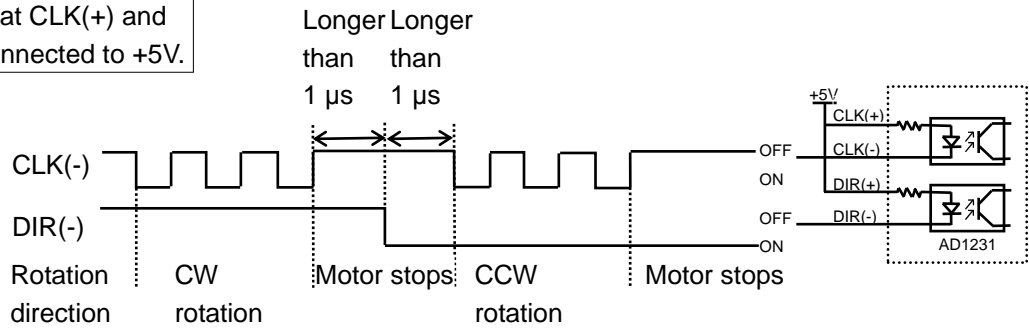 at CLK(+) and
connected to +5V.
Longer Longer
than than
1 µs 1 µs
+5V
CLK(+)
CLK(-) OFF CLK(-)
ON DIR(+)
DIR(-) OFF DIR(-)
ON
AD1231
Rotation CW Motor stops CCW Motor stops
direction rotation rotation